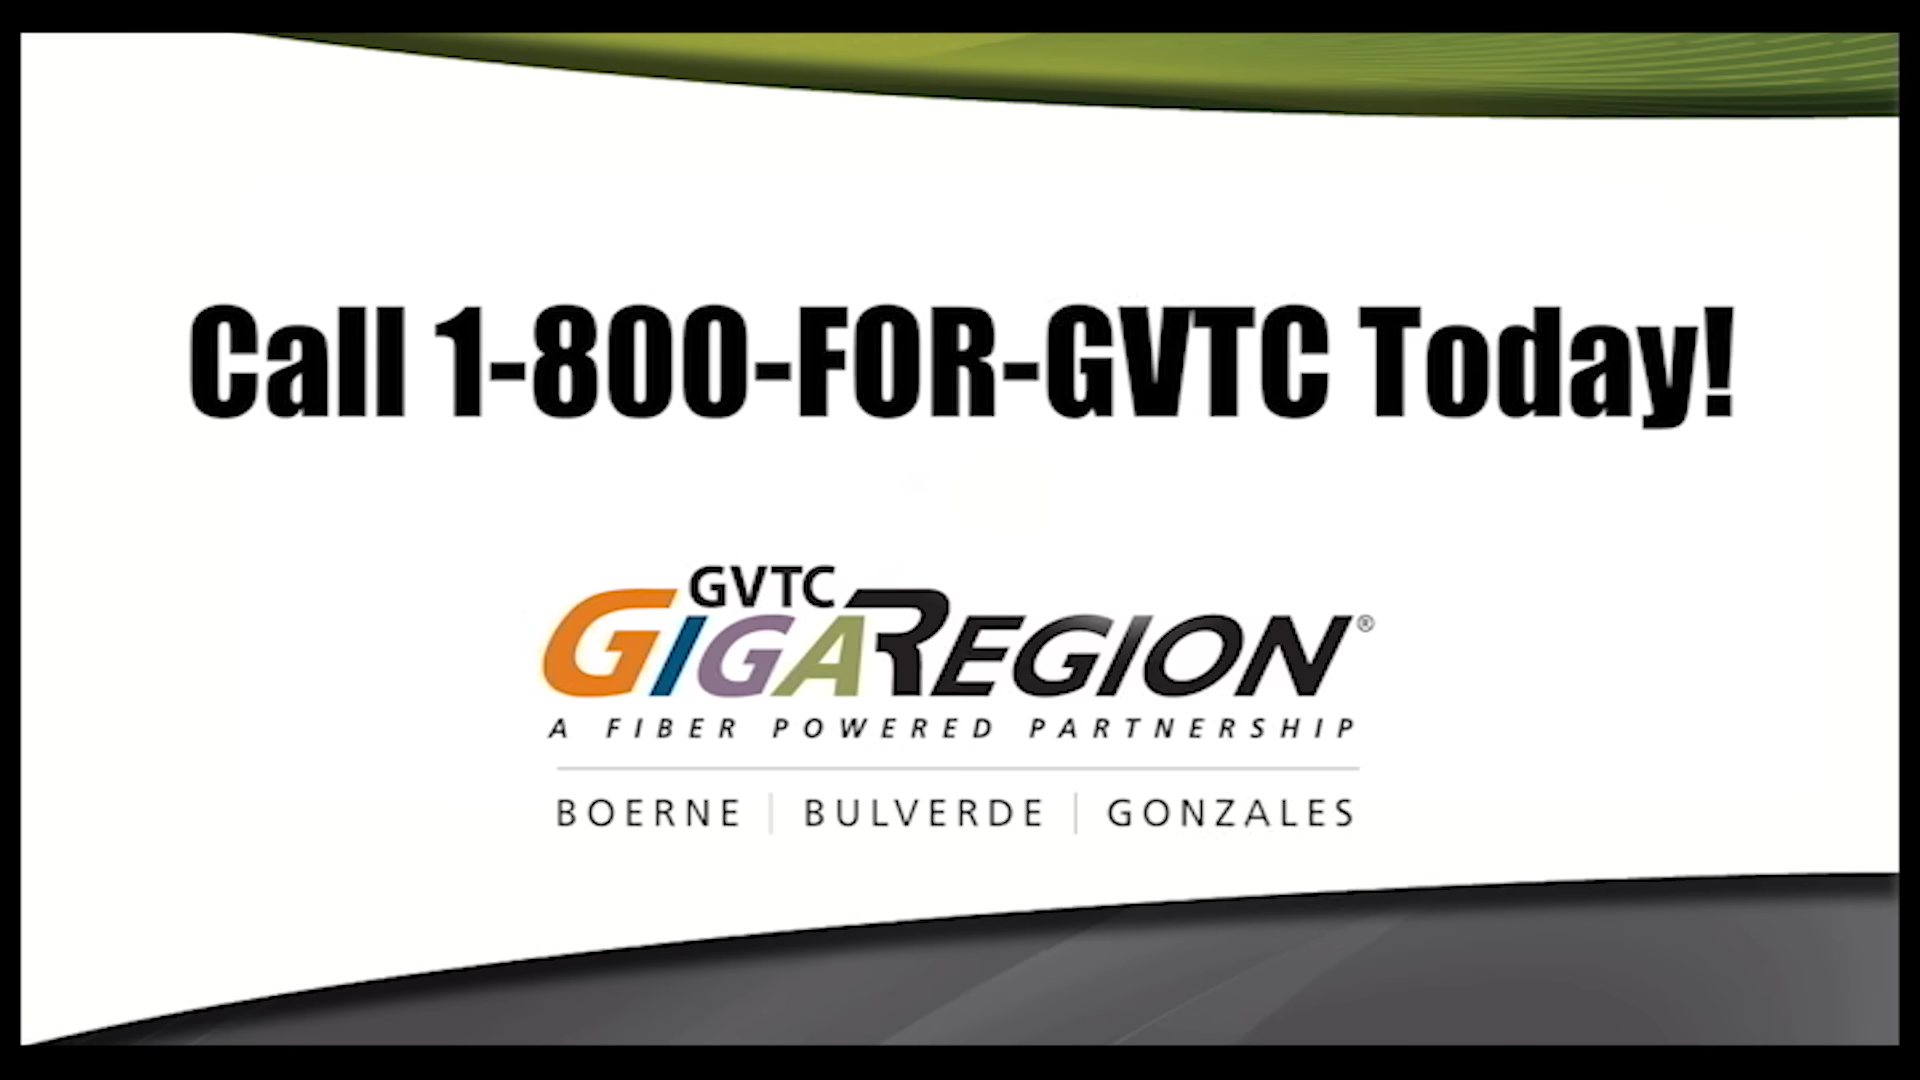 Call 1-800-FOR-GVTC Today!
GVTC
GIGAREGION®
A FIBER POWERED PARTNERSHIP
BOERNE | BULVERDE | GONZALES